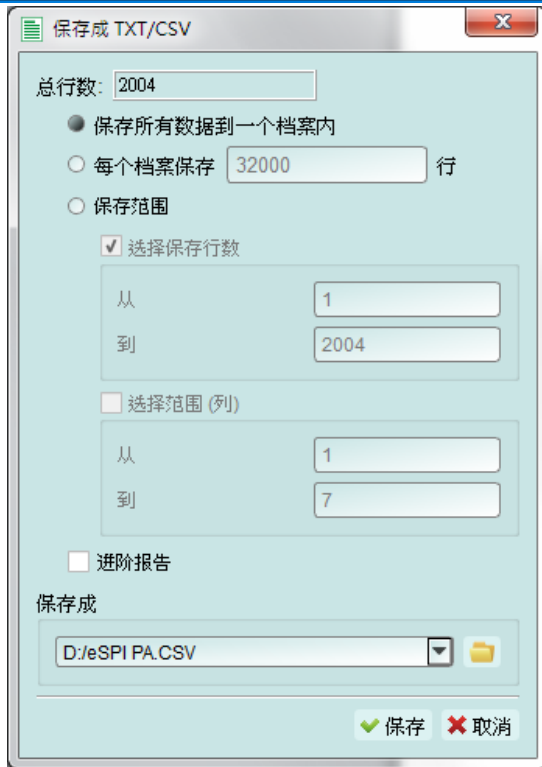 保存成 TXT/CSV
总行数: 2004
保存所有数据到一个档案内
每个档案保存 32000 行
保存范围
选择保存行数
从 1
到 2004
选择范围 (列)
从 1
到 7
进阶报告
保存成
D:/eSPI PA.CSV
保存 取消